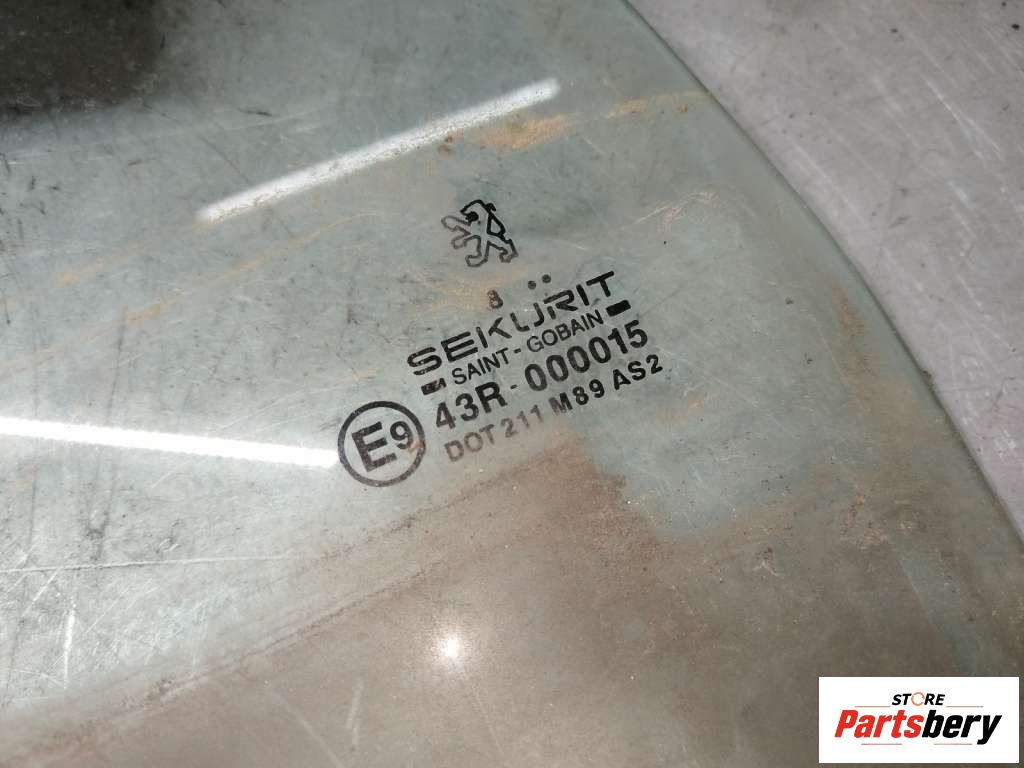 8 ..
SEKURIT
SAINT-GOBAIN
43R-000015
E9
DOT 211 M89 AS2
STORE
Partsbery